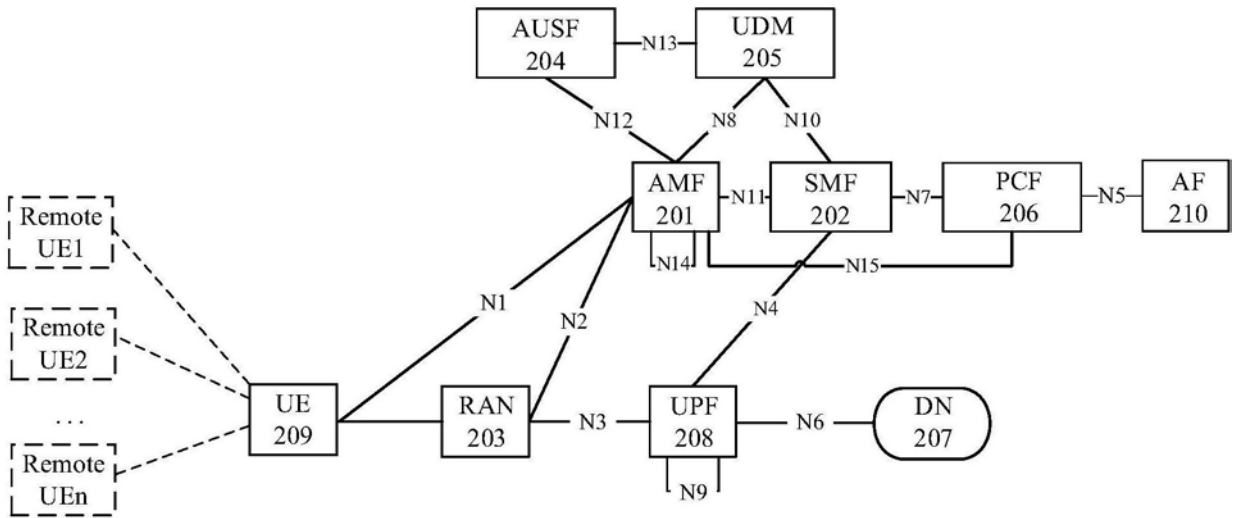 AUSF
204
N13
UDM
205
N12
N8
N10
AMF
201
N11
SMF
202
N7
PCF
206
N5
AF
210
N14
N15
Remote
UE1
N1
N2
N4
Remote
UE2
...
Remote
UEn
UE
209
RAN
203
N3
UPF
208
N6
DN
207
N9